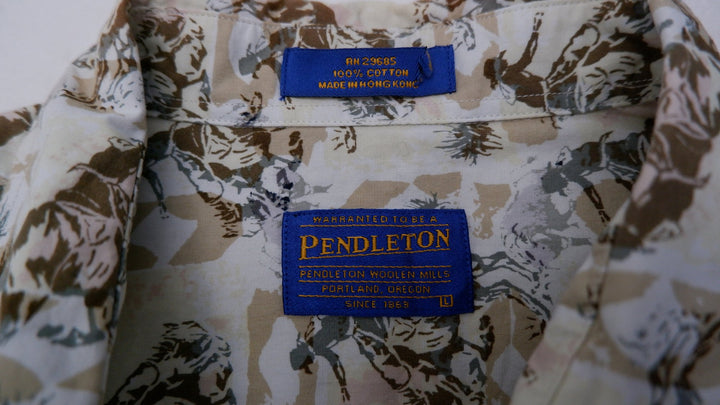 RN 29685
100% COTTON
MADE IN HONG KONG
WARRANTED TO BE A
PENDLETON
PENDLETON WOOLEN MILLS
PORTLAND, OREGON
SINCE 1863
LL